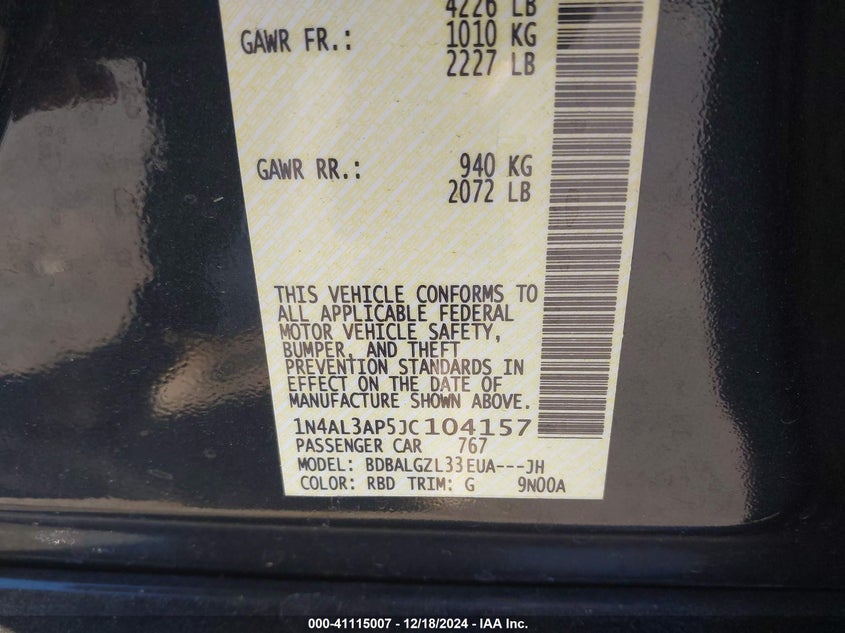 4226 LB
GAWR FR.: 1010 KG
2227 LB
GAWR RR.: 940 KG
2072 LB
THIS VEHICLE CONFORMS TO
ALL APPLICABLE FEDERAL
MOTOR VEHICLE SAFETY,
BUMPER, AND THEFT
PREVENTION STANDARDS IN
EFFECT ON THE DATE OF
MANUFACTURE SHOWN ABOVE.
1N4AL3AP5JC104157
PASSENGER CAR 767
MODEL: BDBALGZL33EUA---JH
COLOR: RBD TRIM: G 9N00A
000-41115007 - 12/18/2024 - IAA Inc.